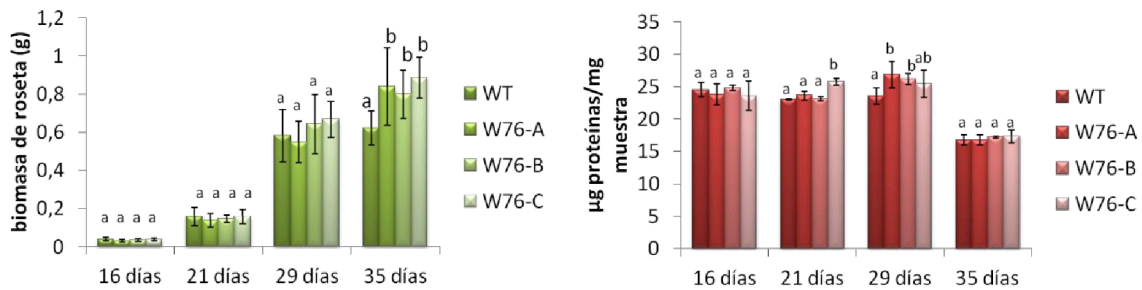 biomasa de roseta (g)
1,2
1
0,8
0,6
0,4
0,2
0
a a a a
a a a a
a a a a
a b b b
16 días 21 días 29 días 35 días
WT
W76-A
W76-B
W76-C
µg proteínas/mg
muestra
35
30
25
20
15
10
5
0
a a a a
a a a b
a b b ab
a a a a
16 días 21 días 29 días 35 días
WT
W76-A
W76-B
W76-C